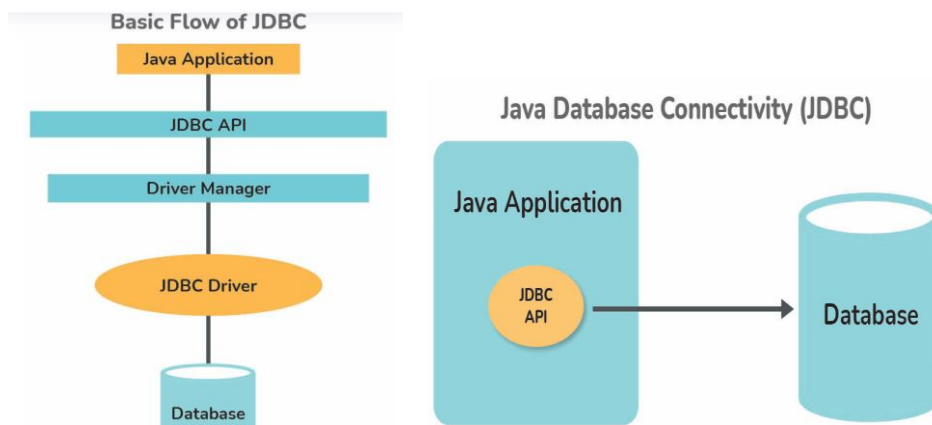 Basic Flow of JDBC
Java Application
JDBC API
Driver Manager
JDBC Driver
Database
Java Database Connectivity (JDBC)
Java Application
JDBC
API
Database